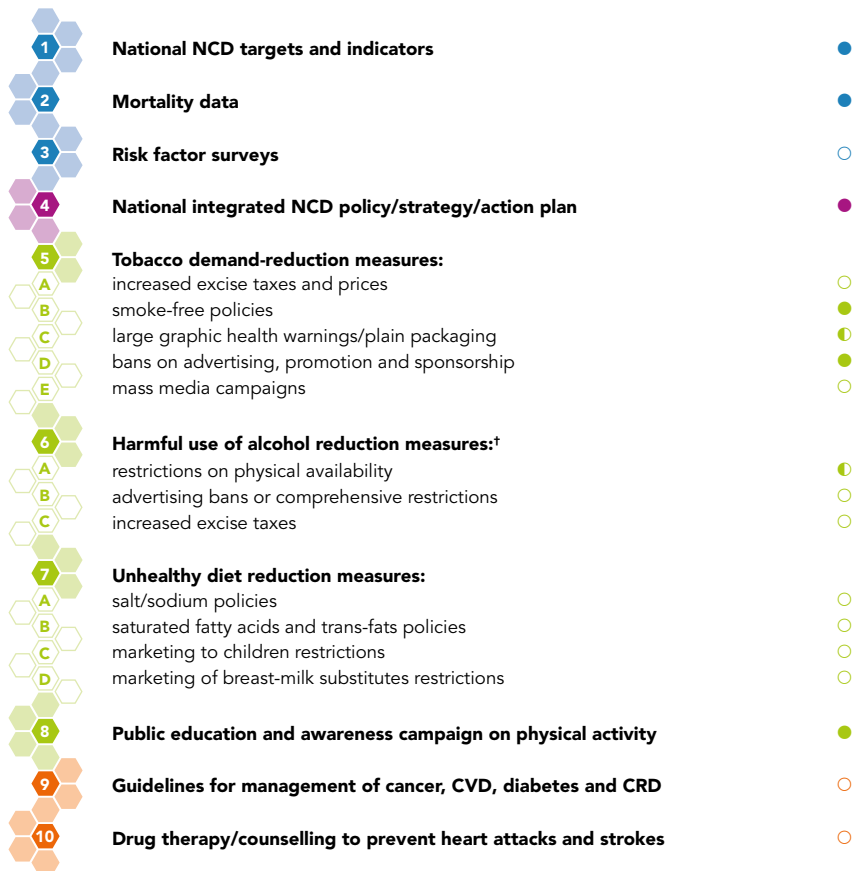 1 National NCD targets and indicators
2 Mortality data
3 Risk factor surveys
4 National integrated NCD policy/strategy/action plan
5 Tobacco demand-reduction measures:
A increased excise taxes and prices
B smoke-free policies
C large graphic health warnings/plain packaging
D bans on advertising, promotion and sponsorship
E mass media campaigns
6 Harmful use of alcohol reduction measures:†
A restrictions on physical availability
B advertising bans or comprehensive restrictions
C increased excise taxes
7 Unhealthy diet reduction measures:
A salt/sodium policies
B saturated fatty acids and trans-fats policies
C marketing to children restrictions
D marketing of breast-milk substitutes restrictions
8 Public education and awareness campaign on physical activity
9 Guidelines for management of cancer, CVD, diabetes and CRD
10 Drug therapy/counselling to prevent heart attacks and strokes